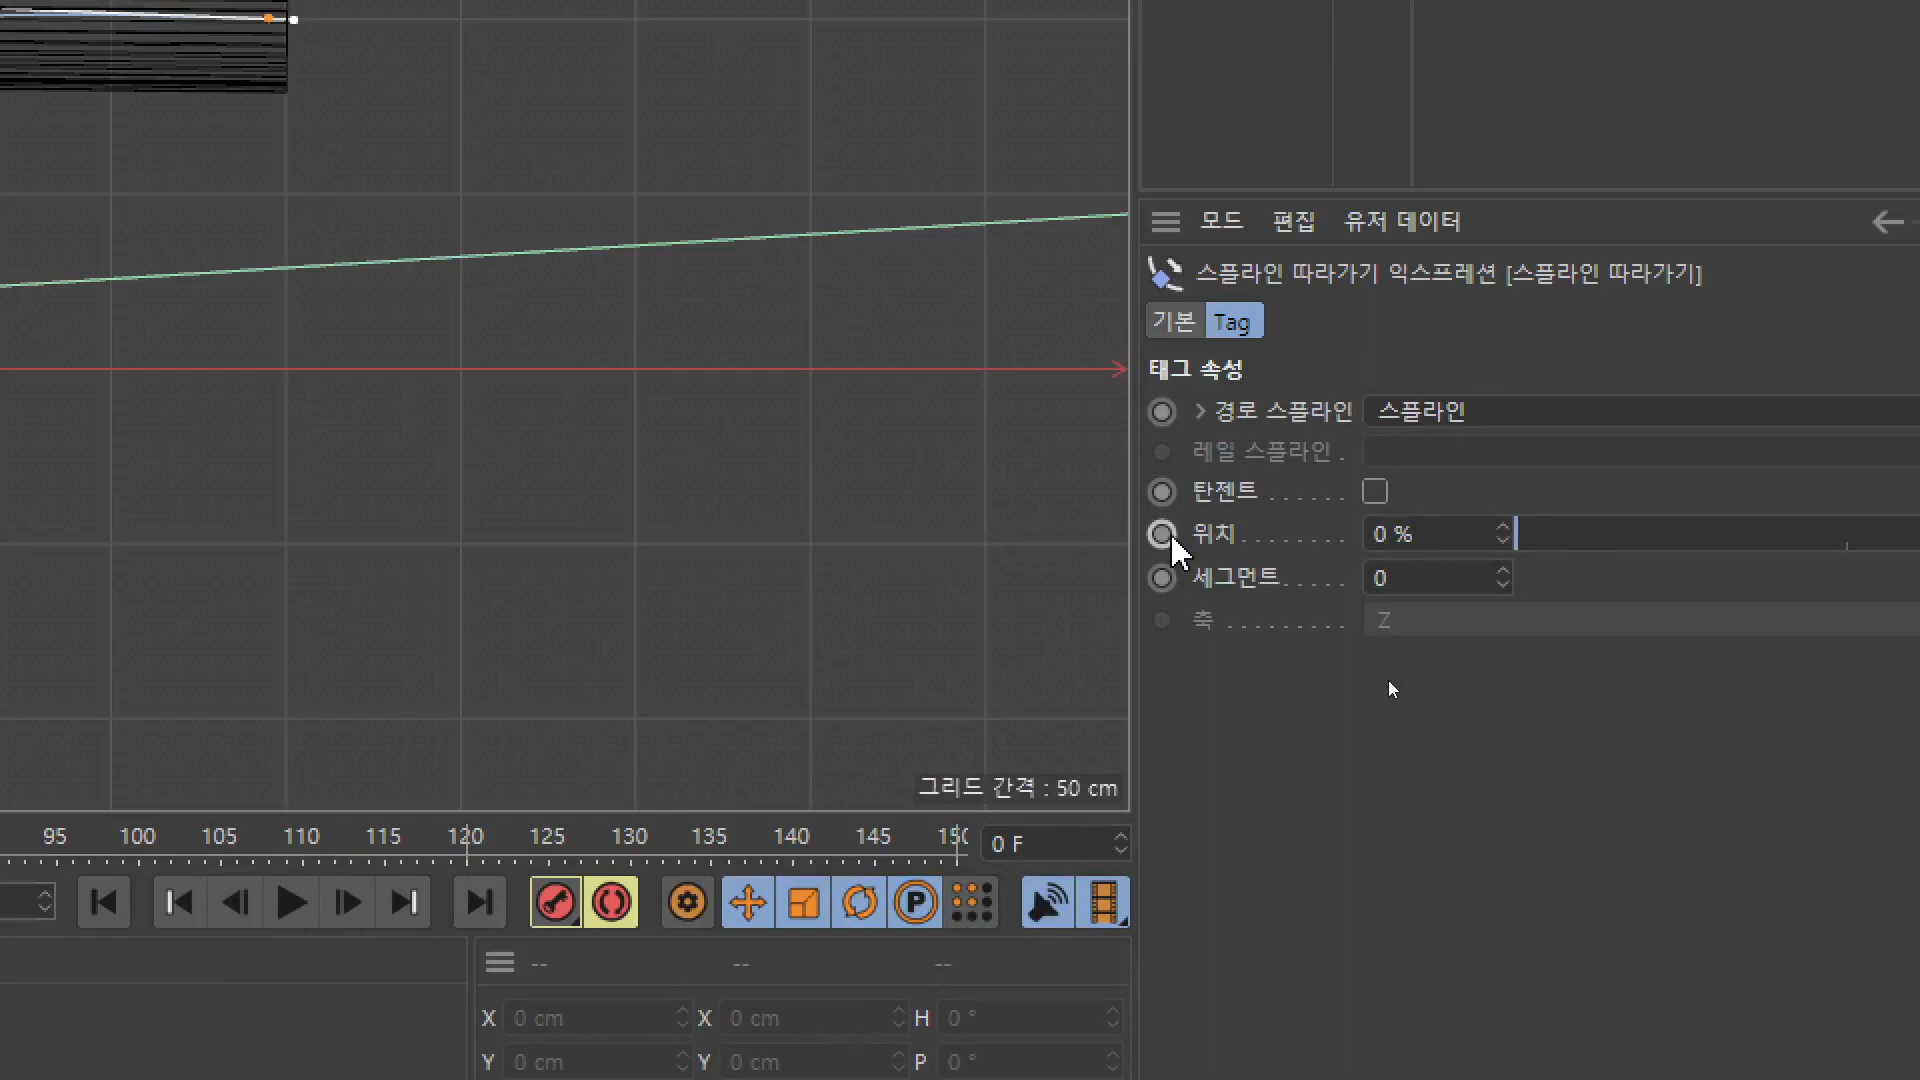 모드 편집 유저 데이터
스플라인 따라가기 익스프레션 [스플라인 따라가기]
기본 Tag
태그 속성
> 경로 스플라인 스플라인
레일 스플라인 .
탄젠트 . . . . . .
위치 . . . . . . . . 0 %
세그먼트 . . . . . 0
축 . . . . . . . . . Z
그리드 간격 : 50 cm
95 100 105 110 115 120 125 130 135 140 145 150 0 F
P
-- -- --
X 0 cm X 0 cm H 0 °
Y 0 cm Y 0 cm P 0 °